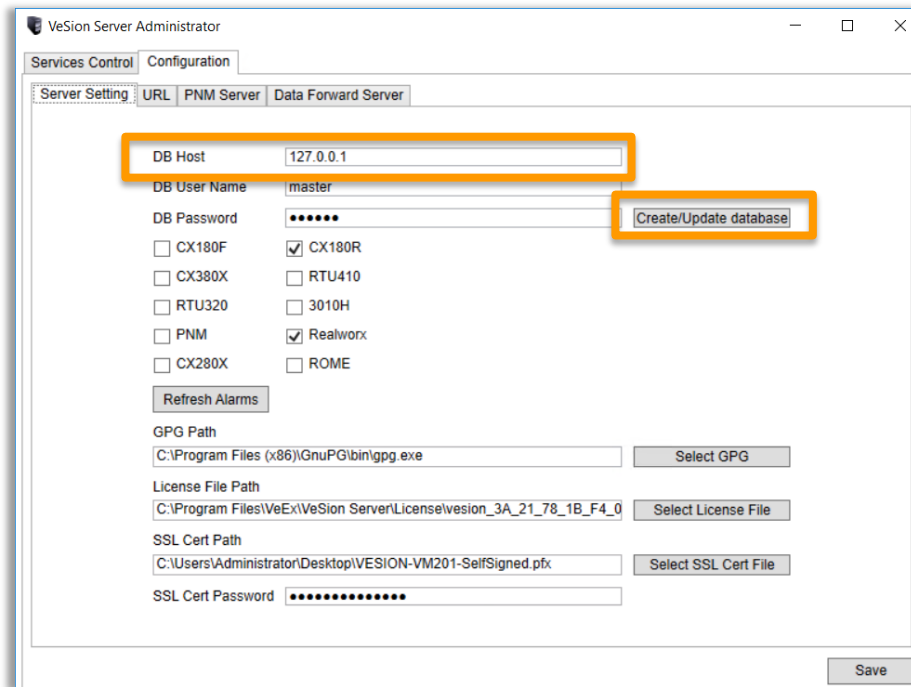 VeSion Server Administrator
Services Control Configuration
Server Setting URL PNM Server Data Forward Server
DB Host 127.0.0.1
DB User Name master
DB Password ●●●●●● Create/Update database
CX180F CX180R
CX380X RTU410
RTU320 3010H
PNM Realworx
CX280X ROME
Refresh Alarms
GPG Path
C:\Program Files (x86)\GnuPG\bin\gpg.exe Select GPG
License File Path
C:\Program Files\VeEx\VeSion Server\License\vesion_3A_21_78_1B_F4_0 Select License File
SSL Cert Path
C:\Users\Administrator\Desktop\VESION-VM201-SelfSigned.pfx Select SSL Cert File
SSL Cert Password ●●●●●●●●●●●●●●
Save